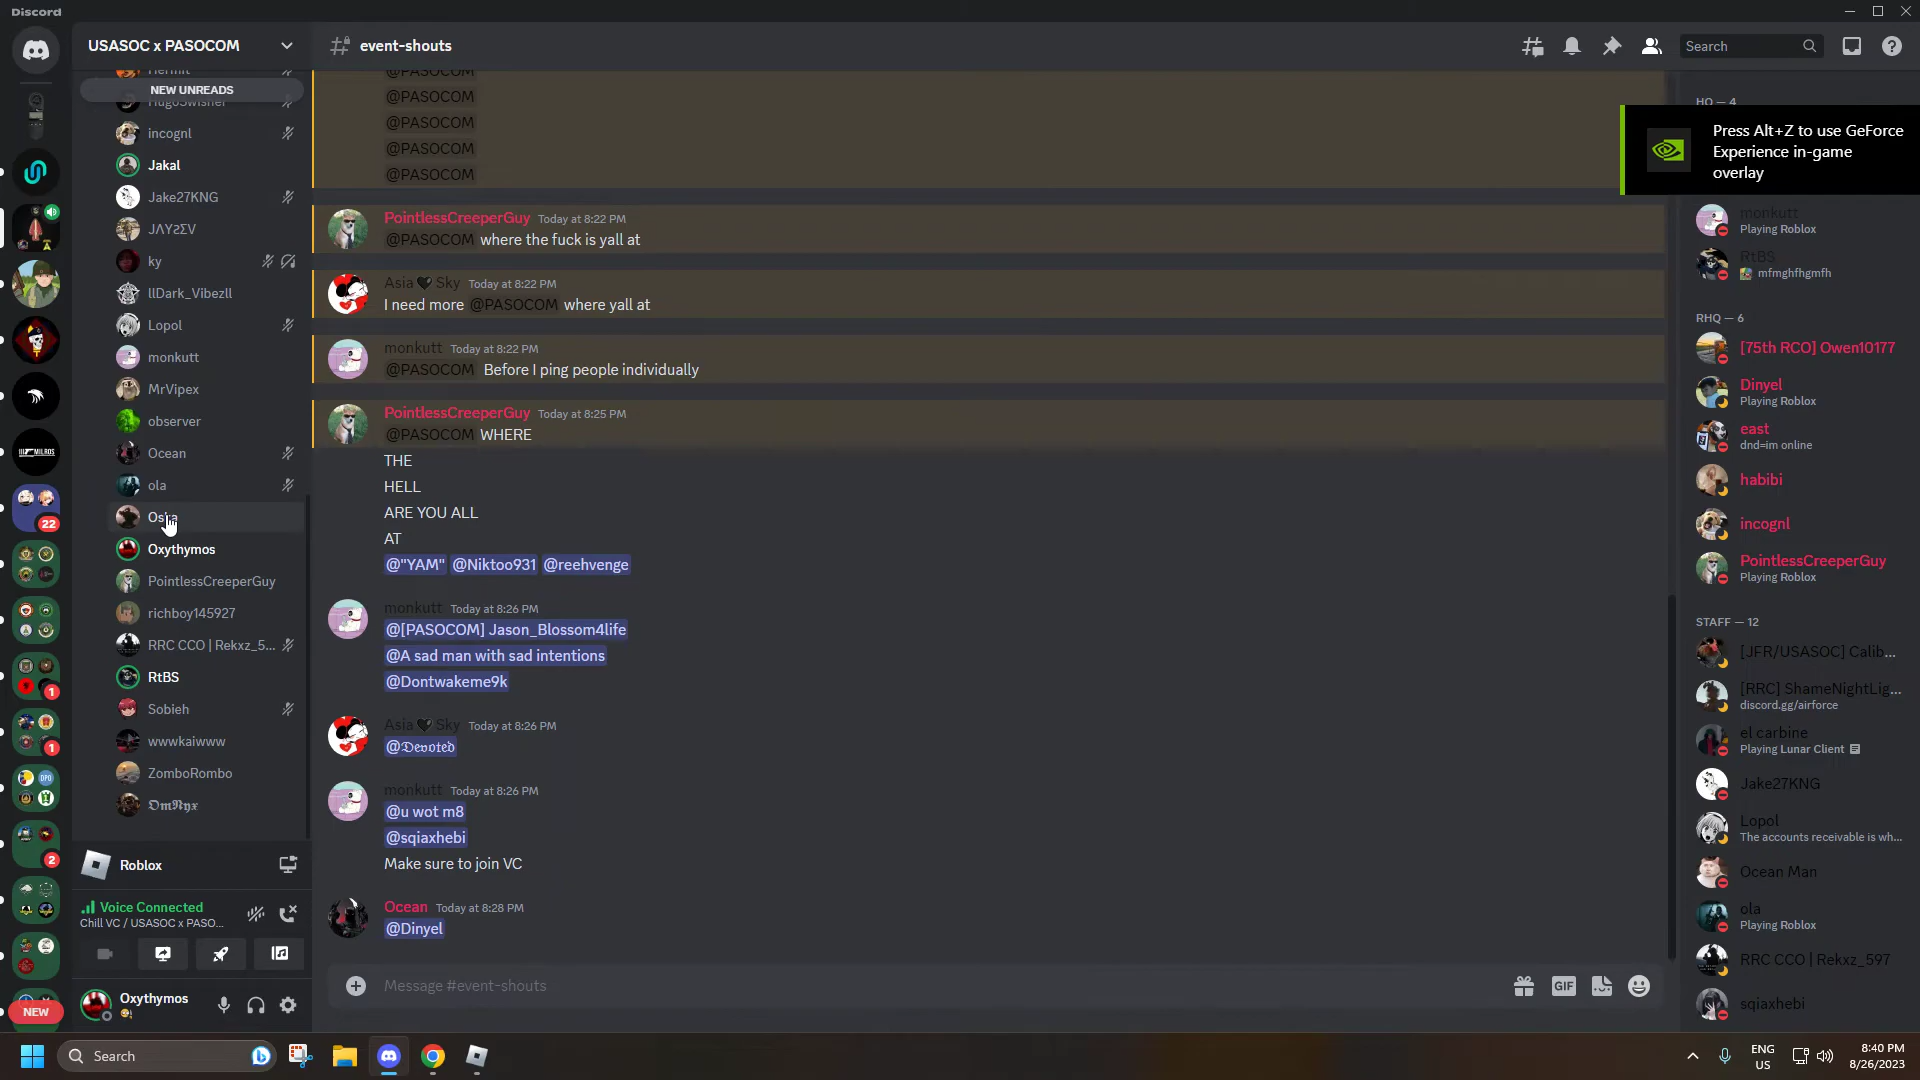 Discord
USASOC x PASOCOM
event-shouts
Search
Hermit
NEW UNREADS
HugoSwisher
incognl
Jakal
Jake27KNG
JΛY2ΣV
ky
llDark_Vibezll
Lopol
monkutt
MrVipex
observer
Ocean
ola
Oxythymos
PointlessCreeperGuy
richboy145927
RRC CCO | Rekxz_5...
RtBS
Sobieh
wwwkaiwww
ZomboRombo
𝔇𝔪𝔑𝔶𝔵
Roblox
Voice Connected
Chill VC / USASOC x PASO...
Oxythymos
22
1
1
2
NEW
@PASOCOM
@PASOCOM
@PASOCOM
@PASOCOM
@PASOCOM
PointlessCreeperGuy Today at 8:22 PM
@PASOCOM where the fuck is yall at
Asia 🖤 Sky Today at 8:22 PM
I need more @PASOCOM where yall at
monkutt Today at 8:22 PM
@PASOCOM Before I ping people individually
PointlessCreeperGuy Today at 8:25 PM
@PASOCOM WHERE
THE
HELL
ARE YOU ALL
AT
@"YAM" @Niktoo931 @reehvenge
monkutt Today at 8:26 PM
@[PASOCOM] Jason_Blossom4life
@A sad man with sad intentions
@Dontwakeme9k
Asia 🖤 Sky Today at 8:26 PM
@𝕯𝖊𝖛𝖔𝖙𝖊𝖉
monkutt Today at 8:26 PM
@u wot m8
@sqiaxhebi
Make sure to join VC
Ocean Today at 8:28 PM
@Dinyel
Message #event-shouts
GIF
HQ — 4
Press Alt+Z to use GeForce
Experience in-game
overlay
monkutt
Playing Roblox
RtBS
mfmghfhgmfh
RHQ — 6
[75th RCO] Owen10177
Dinyel
Playing Roblox
east
dnd=im online
habibi
incognl
PointlessCreeperGuy
Playing Roblox
STAFF — 12
[JFR/USASOC] Calib...
[RRC] ShameNightLig...
discord.gg/airforce
el carbine
Playing Lunar Client
Jake27KNG
Lopol
The accounts receivable is wh...
Ocean Man
ola
Playing Roblox
RRC CCO | Rekxz_597
sqiaxhebi
Search
ENG
US
8:40 PM
8/26/2023